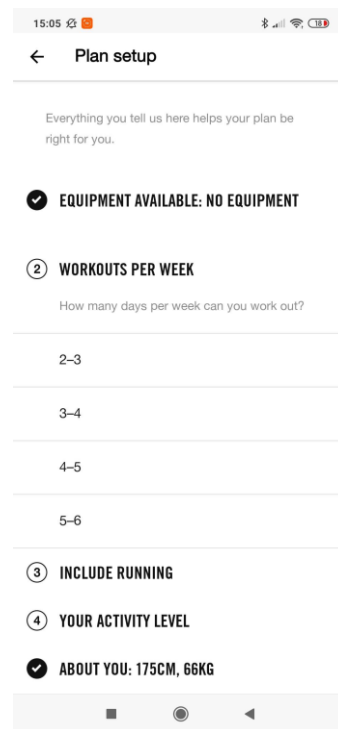 15:05 18
Plan setup
Everything you tell us here helps your plan be
right for you.
EQUIPMENT AVAILABLE: NO EQUIPMENT
2 WORKOUTS PER WEEK
How many days per week can you work out?
2–3
3–4
4–5
5–6
3 INCLUDE RUNNING
4 YOUR ACTIVITY LEVEL
ABOUT YOU: 175CM, 66KG